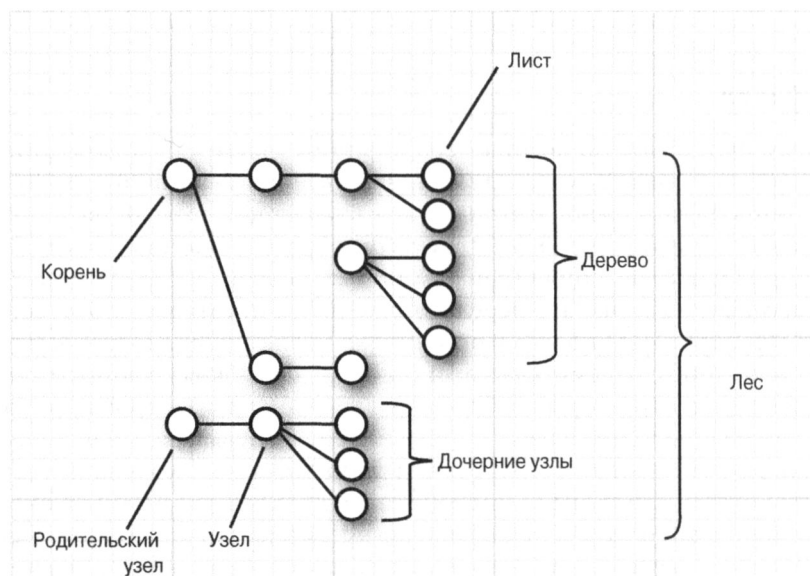 Лист
Корень
Дерево
Лес
Дочерние узлы
Родительский
узел
Узел